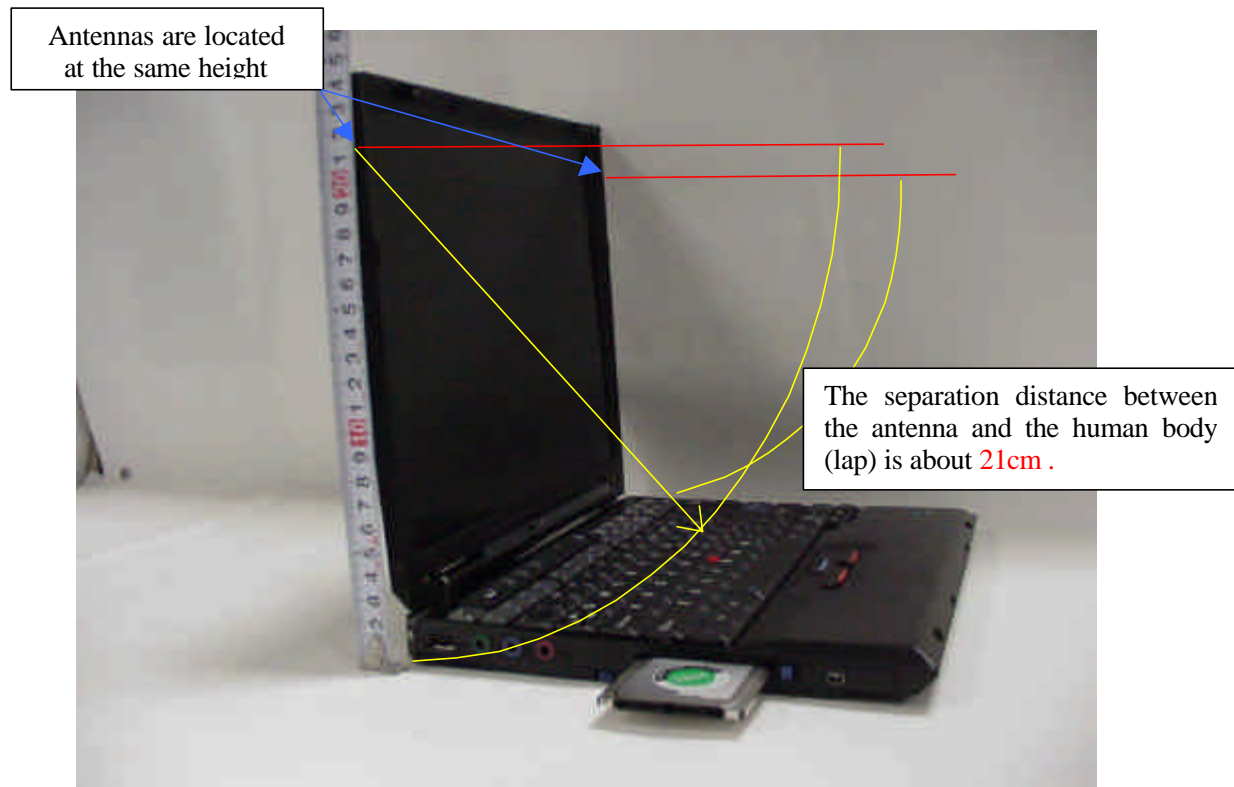 Antennas are located
at the same height
The separation distance between
the antenna and the human body
(lap) is about 21cm .